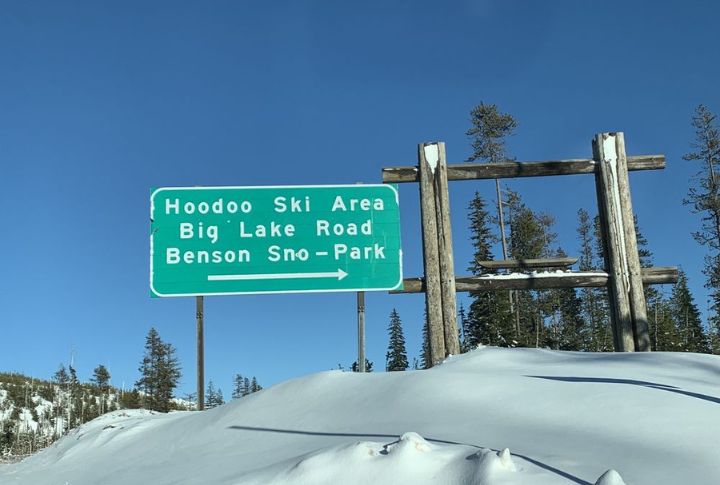 Hoodoo Ski Area
Big Lake Road
Benson Sno-Park